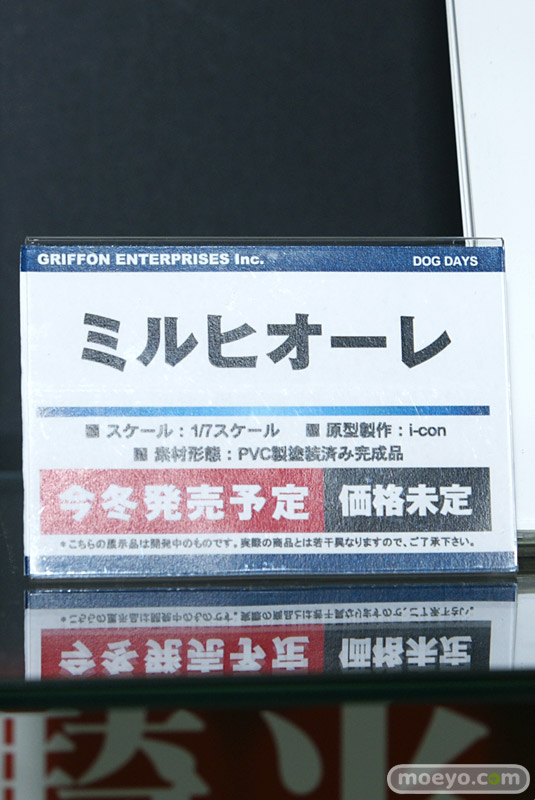 GRIFFON ENTERPRISES Inc. DOG DAYS
ミルヒオーレ
■ スケール：1/7スケール ■ 原型製作：i-con
■ 素材形態：PVC製塗装済み完成品
今冬発売予定 価格未定
*こちらの展示品は開発中のものです。実際の商品とは若干異なりますので、ご了承下さい。
moeyo.com